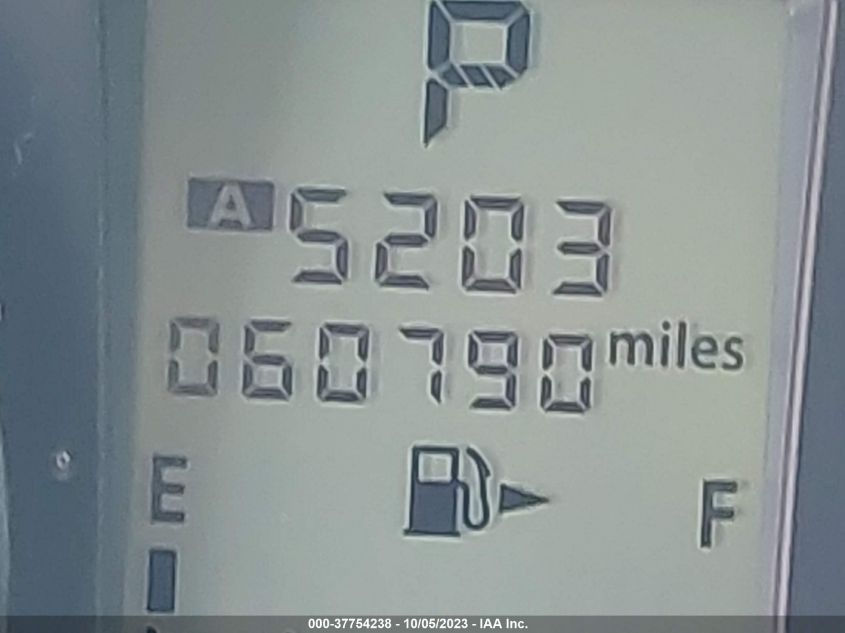 P
A 5203
060790 miles
E F
000-37754238 - 10/05/2023 - IAA Inc.